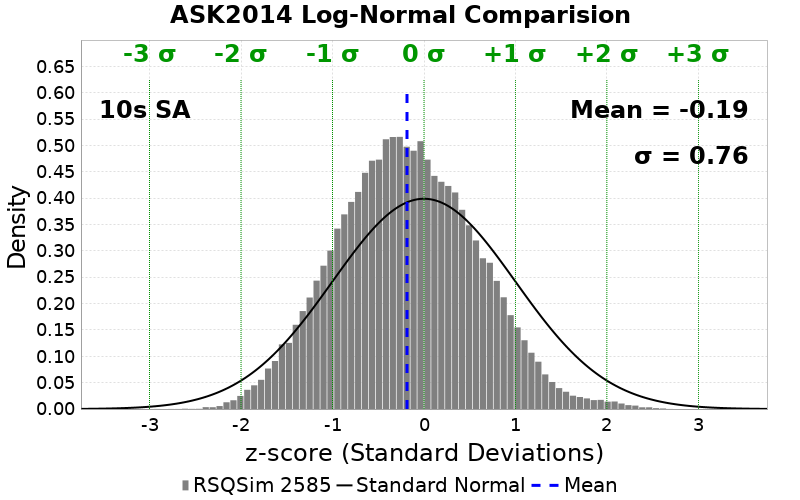 ASK2014 Log-Normal Comparision
-3 σ -2 σ -1 σ 0 σ +1 σ +2 σ +3 σ
10s SA
Mean = -0.19
σ = 0.76
Density
0.65
0.60
0.55
0.50
0.45
0.40
0.35
0.30
0.25
0.20
0.15
0.10
0.05
0.00
-3 -2 -1 0 1 2 3
z-score (Standard Deviations)
RSQSim 2585 Standard Normal Mean